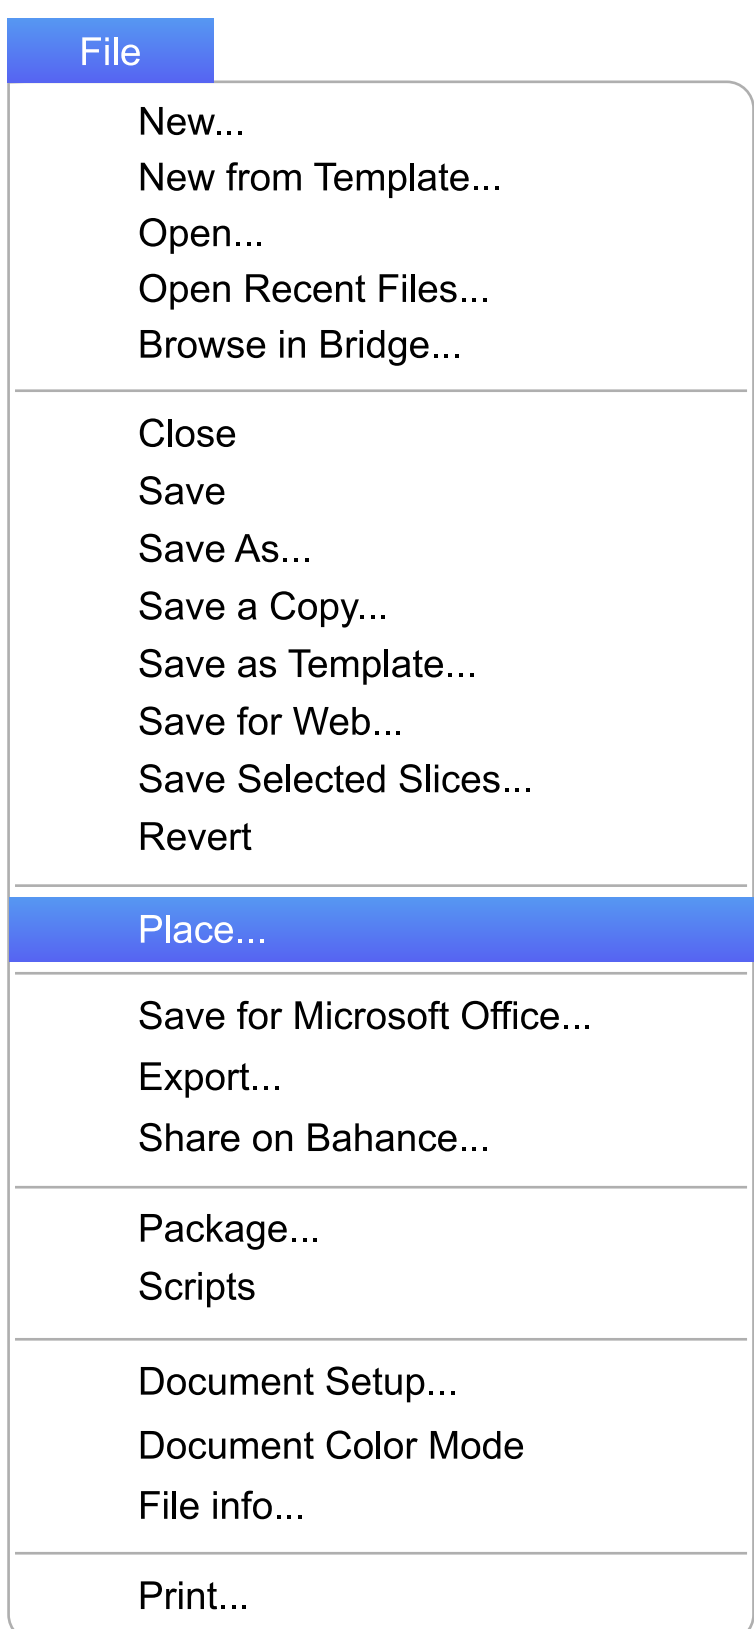 File
New...
New from Template...
Open...
Open Recent Files...
Browse in Bridge...
Close
Save
Save As...
Save a Copy...
Save as Template...
Save for Web...
Save Selected Slices...
Revert
Place...
Save for Microsoft Office...
Export...
Share on Bahance...
Package...
Scripts
Document Setup...
Document Color Mode
File info...
Print...